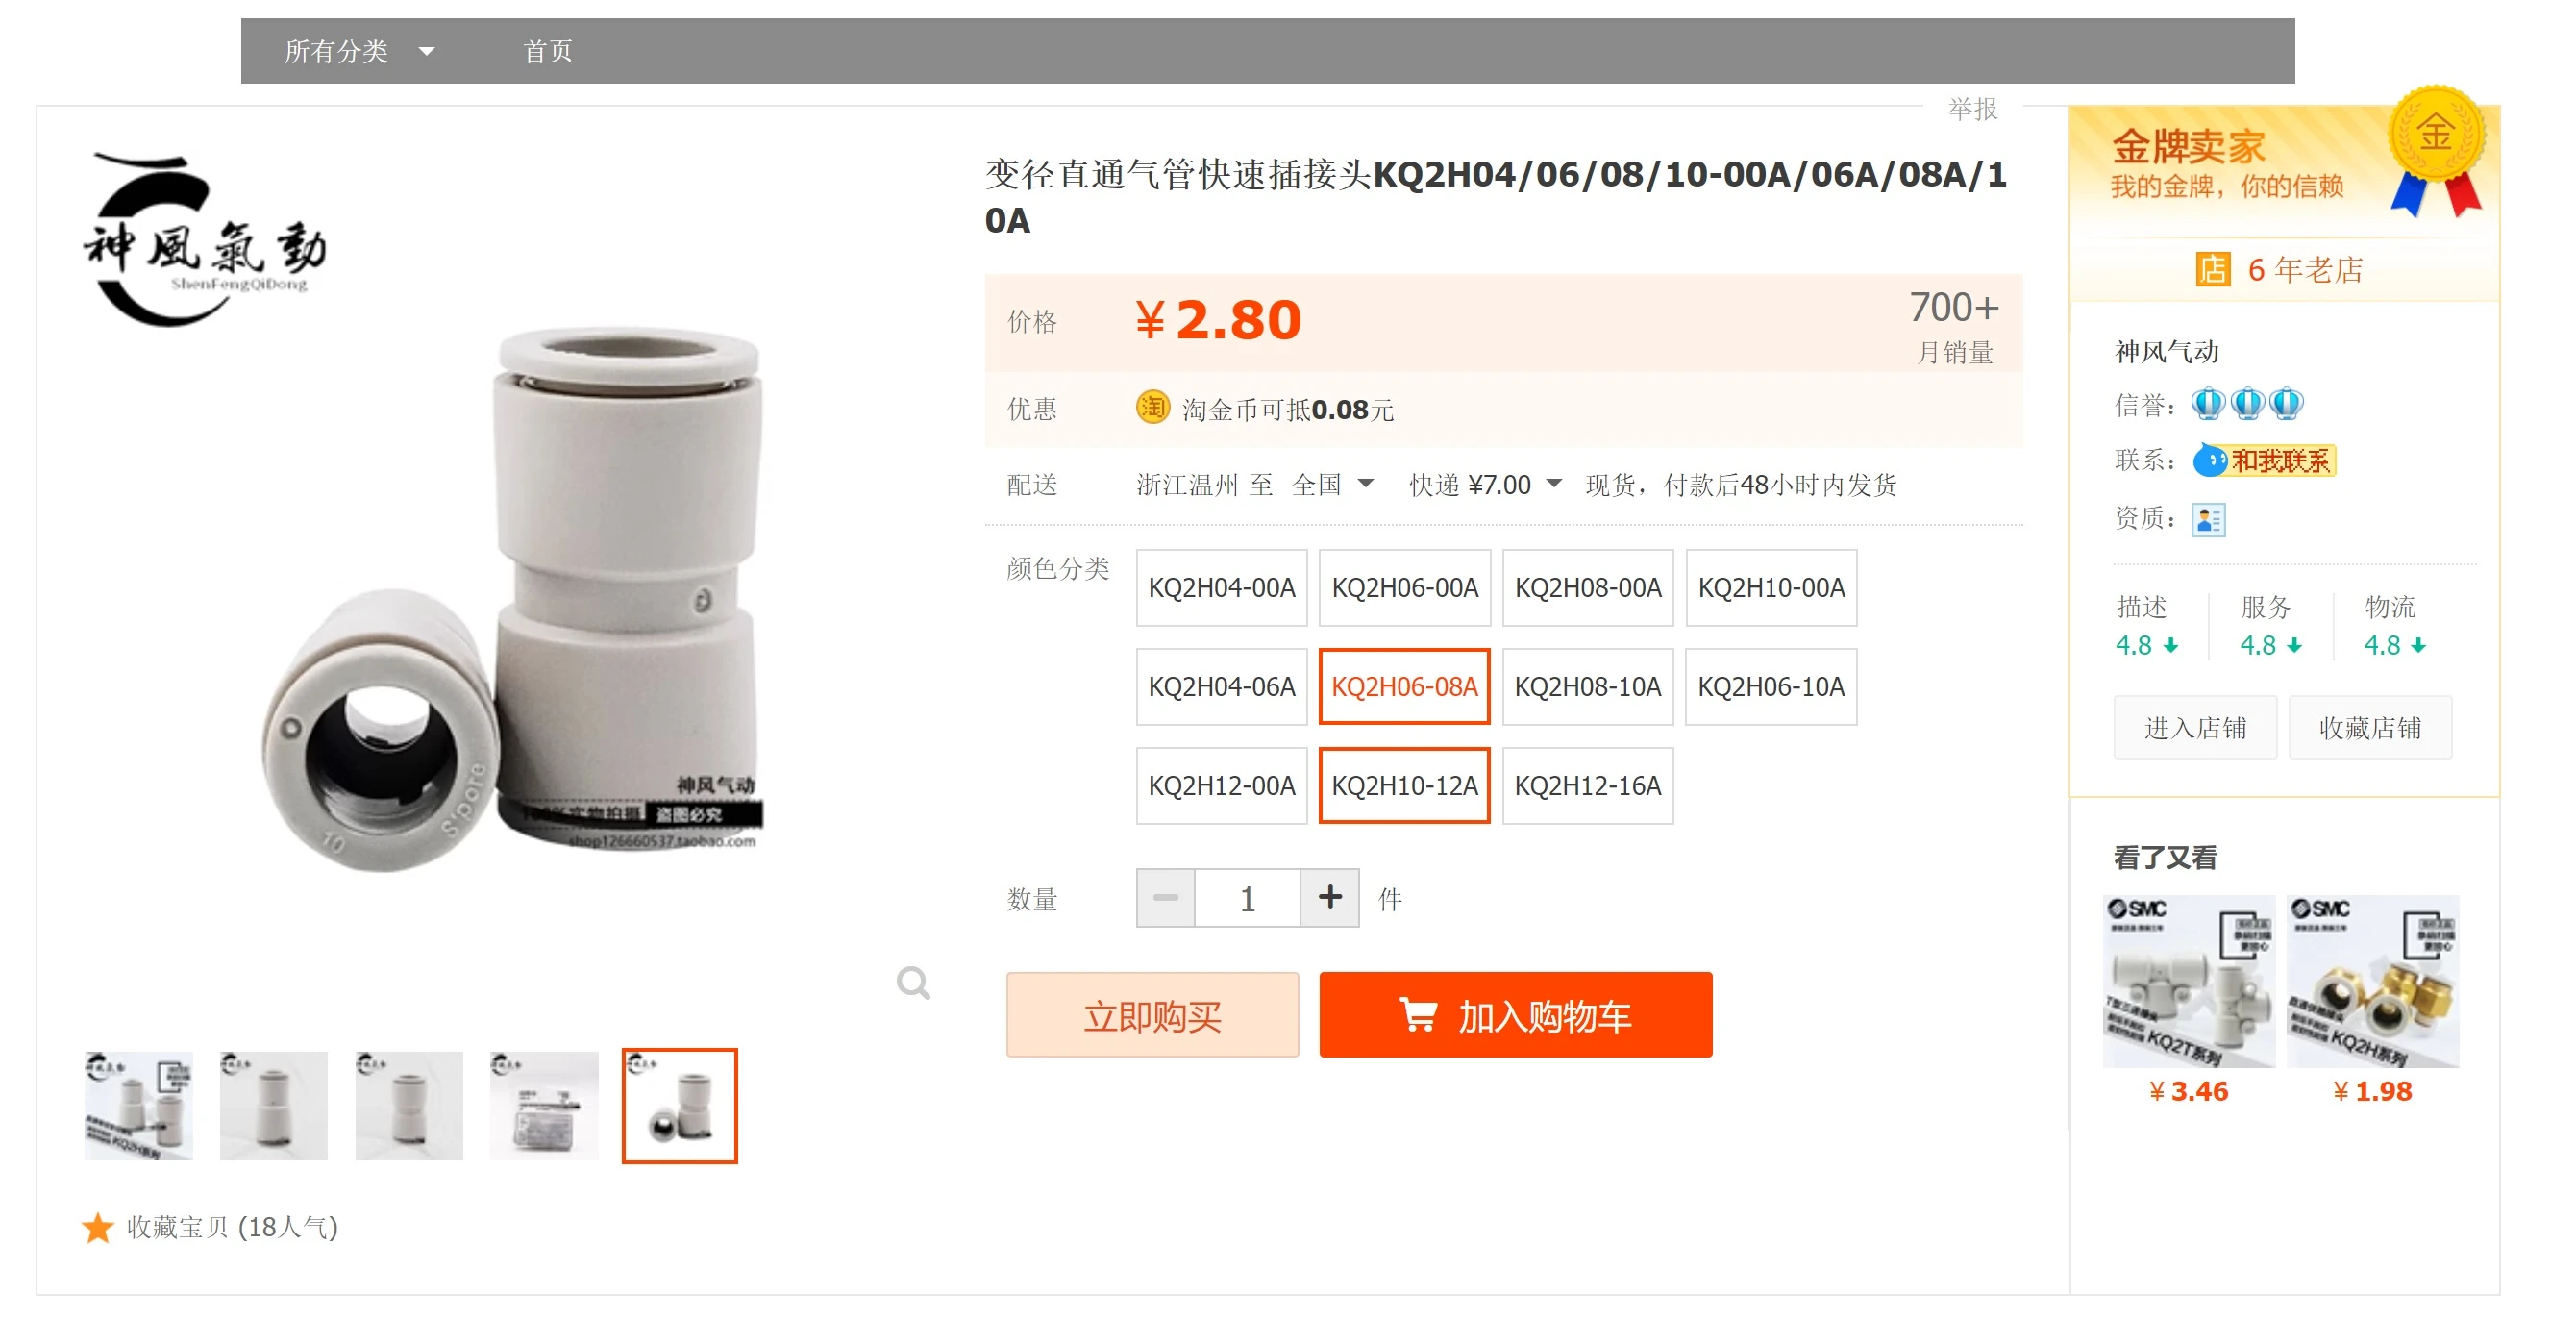 所有分类
首页
举报
神風氣動
ShenFengQiDong
神风气动
100%实物拍摄 盗图必究
shop126660537.taobao.com
S'pore
10
收藏宝贝 (18人气)
变径直通气管快速插接头KQ2H04/06/08/10-00A/06A/08A/1
0A
价格 ¥2.80
700+
月销量
优惠 淘 淘金币可抵0.08元
配送 浙江温州 至 全国 快递 ¥7.00 现货，付款后48小时内发货
颜色分类 KQ2H04-00A KQ2H06-00A KQ2H08-00A KQ2H10-00A
KQ2H04-06A KQ2H06-08A KQ2H08-10A KQ2H06-10A
KQ2H12-00A KQ2H10-12A KQ2H12-16A
数量 1 件
立即购买 加入购物车
金牌卖家 金
我的金牌，你的信赖
店 6 年老店
神风气动
信誉：
联系： 和我联系
资质：
描述 服务 物流
4.8 4.8 4.8
进入店铺 收藏店铺
看了又看
SMC
KQ2T系列
SMC
KQ2H系列
¥3.46 ¥1.98